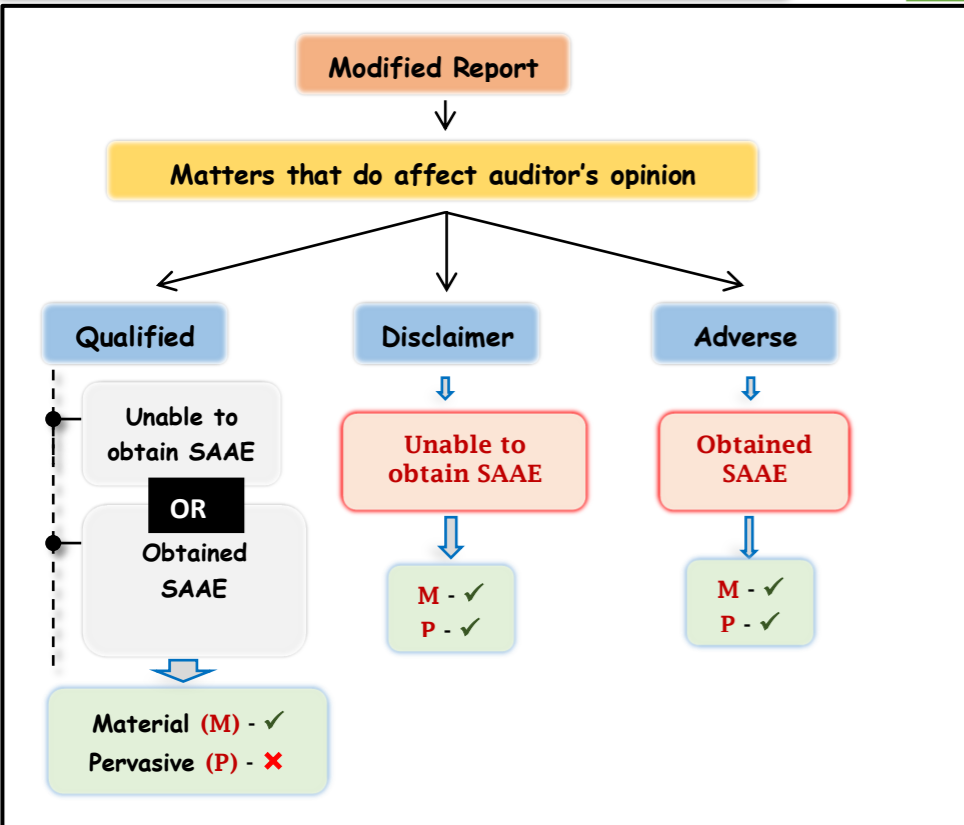 Modified Report
Matters that do affect auditor’s opinion
Qualified
Unable to
obtain SAAE
OR
Obtained
SAAE
Material (M) - ✓
Pervasive (P) - ✗
Disclaimer
Unable to
obtain SAAE
M - ✓
P - ✓
Adverse
Obtained
SAAE
M - ✓
P - ✓